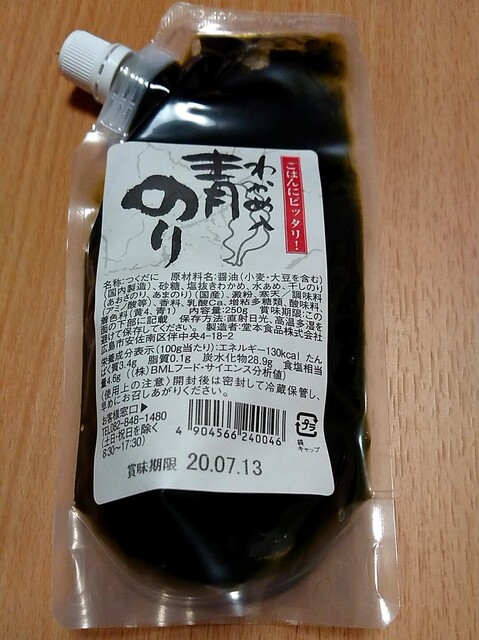 ごはんにピッタリ!
わかめ入
青
のり
名称:つくだに 原材料名:醤油(小麦・大豆を含む)
(国内製造)、砂糖、塩抜きわかめ、水あめ、干しのり
(あおまのり、あまのり)(国産)、澱粉、寒天/調味料
(アミノ酸等)、香料、乳酸Ca、増粘多糖類、酸味料、
着色料(黄4、青1) 内容量:250g 賞味期限:この
面の下部に記載 保存方法:直射日光、高温多湿を
避けて保存してください。 製造者:堂本食品株式会社
広島市安佐南区伴中央4-18-2
栄養成分表示(100g当たり):エネルギー130kcal たん
ぱく質3.4g 脂質0.1g 炭水化物28.9g 食塩相当
量4.6g ((株)BMLフード・サイエンス分析値)
(使用上の注意)開封後は密封して冷蔵保管し、
早めにお召しあがりください。
お客様窓口▶
TEL082-848-1480
(土日・祝日を除く
8:30~17:30)
4 904566 240046
プラ
袋
キャップ
賞味期限 20.07.13